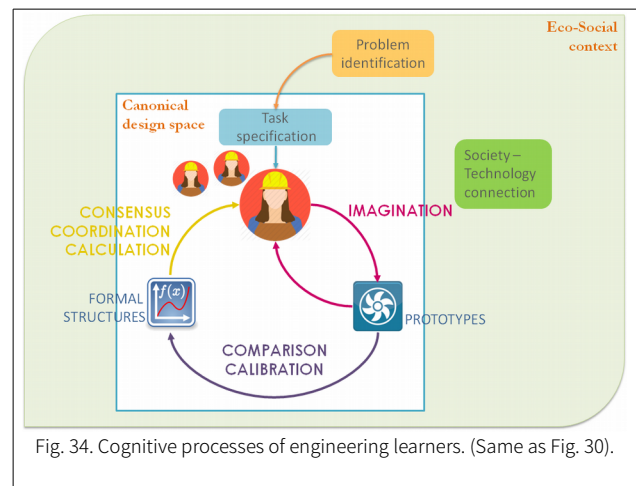 Eco-Social
context
Problem
identification
Canonical
design space
Task
specification
Society –
Technology
connection
CONSENSUS
COORDINATION
CALCULATION
IMAGINATION
f(x)
FORMAL
STRUCTURES
PROTOTYPES
COMPARISON
CALIBRATION
Fig. 34. Cognitive processes of engineering learners. (Same as Fig. 30).